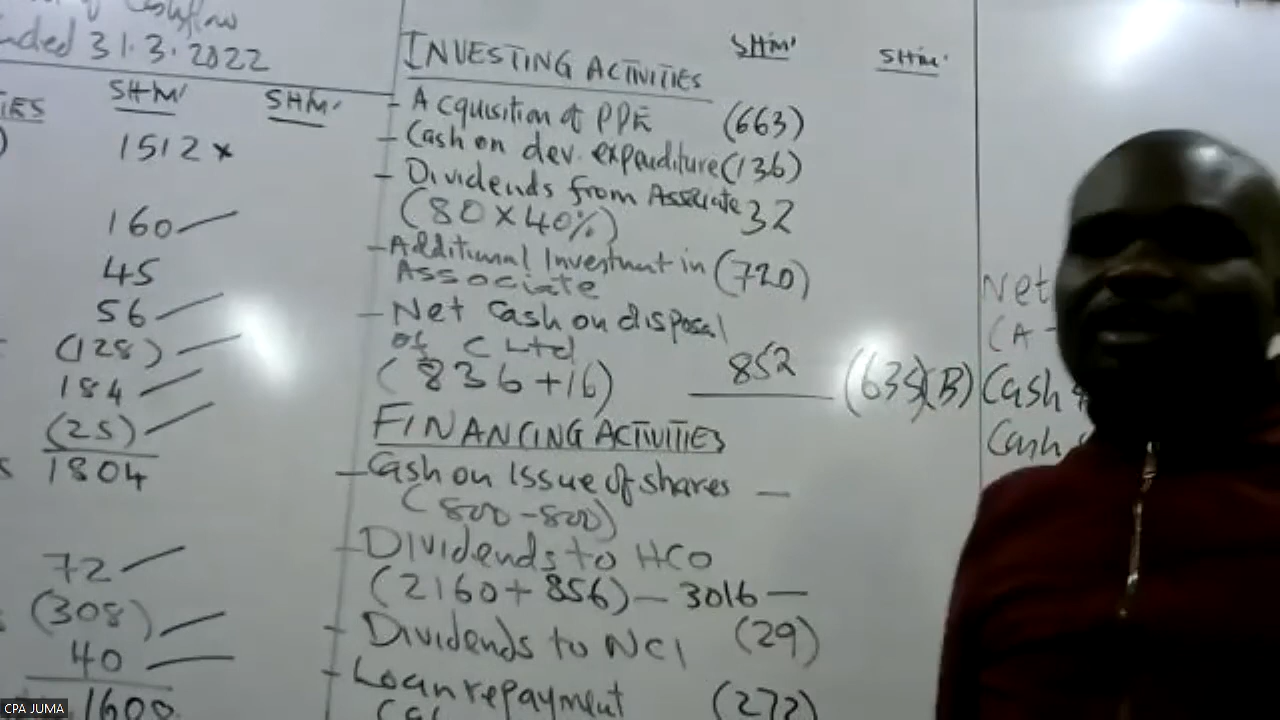 of Cashflow
nded 31.3.2022
IES SHM' SHM'
1512 x
160
45
56
(128)
184
(25)
1804
72
(308)
40
1600
INVESTING ACTIVITIES SHM' SHM'
- Acquisition of PPE (663)
- Cash on dev. expenditure (136)
- Dividends from Associate 32
(80 X 40%)
- Additional Investment in (720)
Associate
- Net Cash on disposal
of C Ltd 852 (635) (B)
(836+16)
FINANCING ACTIVITIES
- Cash on Issue of shares —
(800-800)
- Dividends to HCO
(2160+856) - 3016 -
- Dividends to NCI (29)
- Loan repayment (272)
Net
(A -
Cash
Cash
CPA JUMA